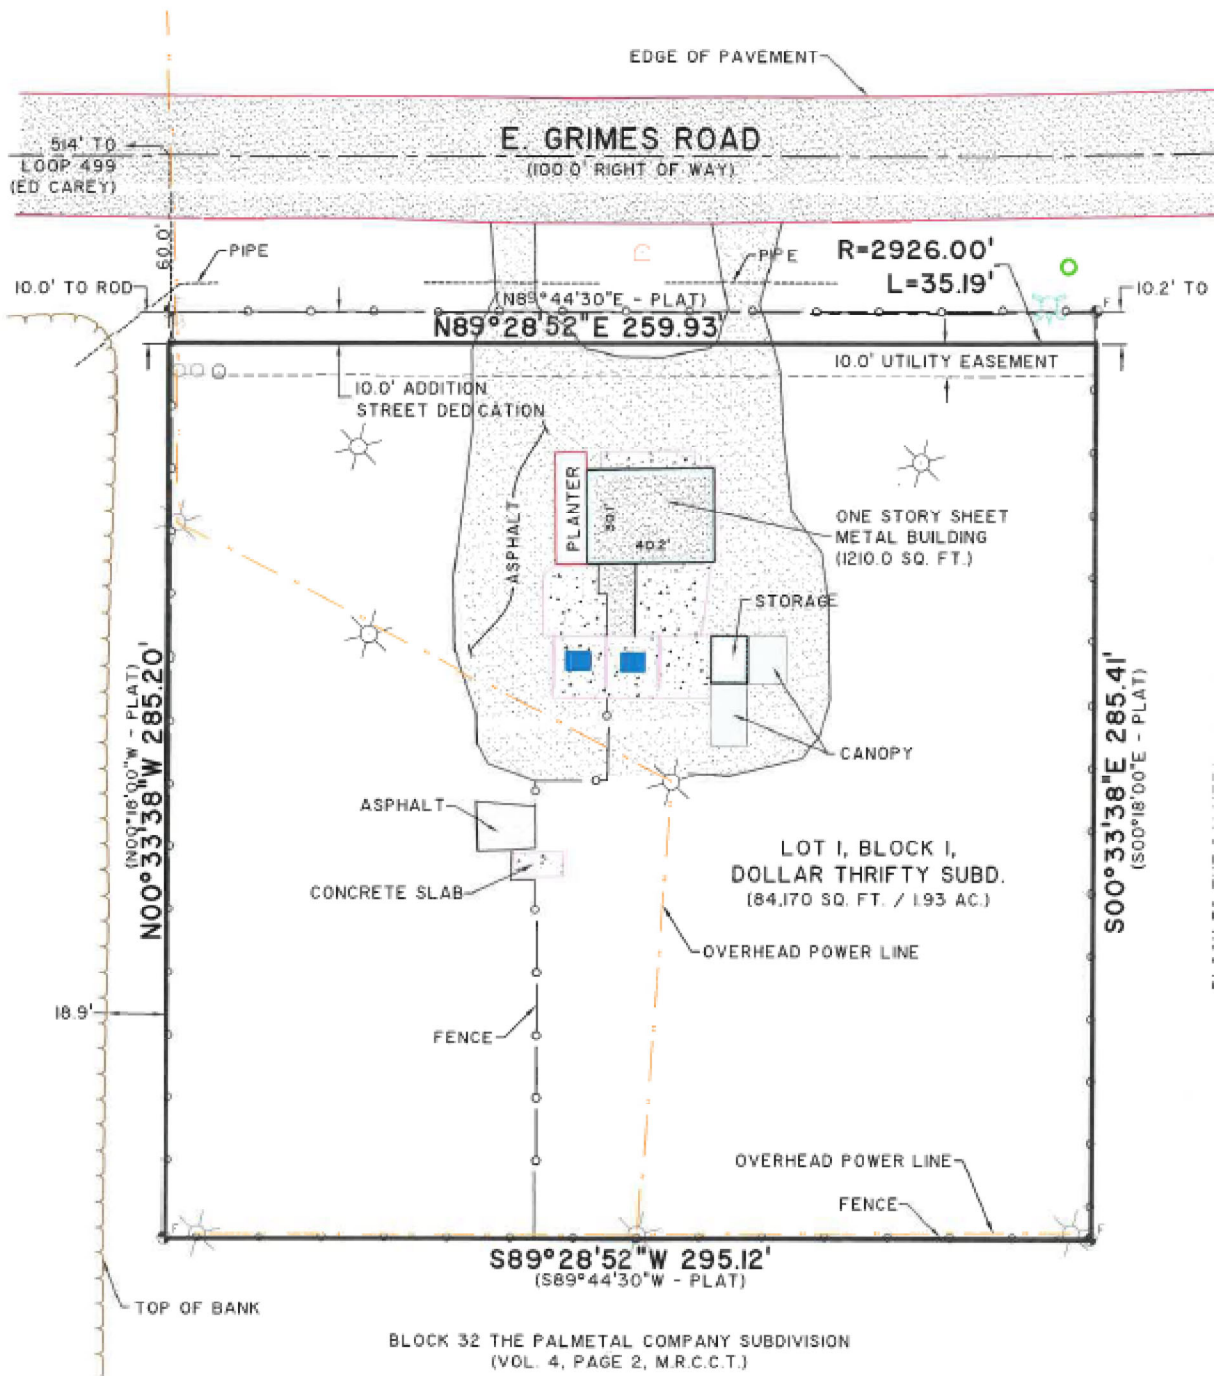 EDGE OF PAVEMENT
E. GRIMES ROAD
(100.0' RIGHT OF WAY)
514' TO
LOOP 499
(ED CAREY)
60.0'
PIPE
PIPE
R=2926.00'
L=35.19'
10.0' TO ROD
10.2' TO
(N89°44'30"E - PLAT)
N89°28'52"E 259.93'
10.0' UTILITY EASEMENT
10.0' ADDITION
STREET DEDICATION
ASPHALT
PLANTER
30.1'
40.2'
ONE STORY SHEET
METAL BUILDING
(1210.0 SQ. FT.)
STORAGE
CANOPY
(N00°18'00"W - PLAT)
N00°33'38"W 285.20'
S00°33'38"E 285.41'
(S00°18'00"E - PLAT)
ASPHALT
CONCRETE SLAB
LOT 1, BLOCK 1,
DOLLAR THRIFTY SUBD.
(84,170 SQ. FT. / 1.93 AC.)
OVERHEAD POWER LINE
18.9'
FENCE
OVERHEAD POWER LINE
FENCE
F
F
F
S89°28'52"W 295.12'
(S89°44'30"W - PLAT)
TOP OF BANK
BLOCK 32 THE PALMETAL COMPANY SUBDIVISION
(VOL. 4, PAGE 2, M.R.C.C.T.)